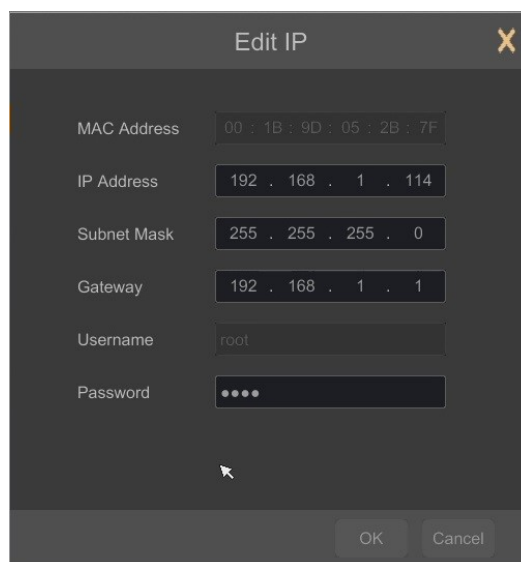 Edit IP X
MAC Address 00 : 1B : 9D : 05 : 2B : 7F
IP Address 192 . 168 . 1 . 114
Subnet Mask 255 . 255 . 255 . 0
Gateway 192 . 168 . 1 . 1
Username root
Password ●●●●
OK Cancel